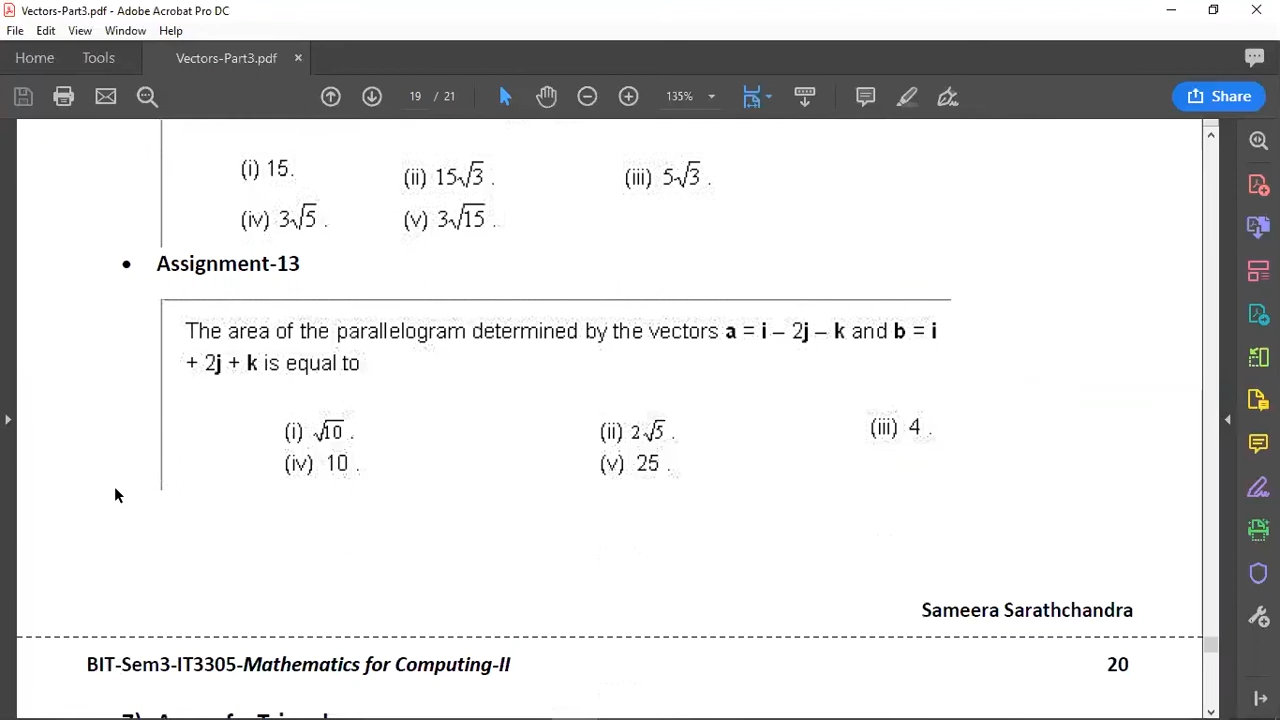 Vectors-Part3.pdf - Adobe Acrobat Pro DC
File Edit View Window Help
Home Tools Vectors-Part3.pdf ×
19 / 21 135% Share
(i) 15. (ii) 15√3 . (iii) 5√3 .
(iv) 3√5 . (v) 3√15 .
• Assignment-13
The area of the parallelogram determined by the vectors a = i – 2j – k and b = i
+ 2j + k is equal to
(i) √10 . (ii) 2√5 . (iii) 4 .
(iv) 10 . (v) 25 .
Sameera Sarathchandra
BIT-Sem3-IT3305-Mathematics for Computing-II 20